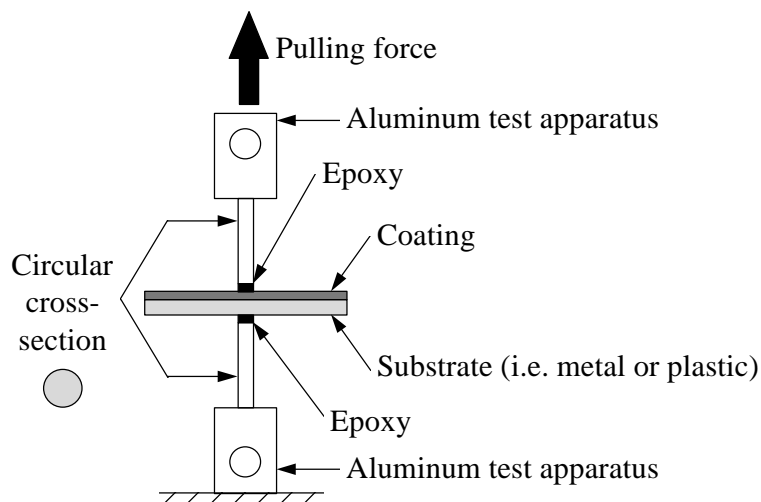 Pulling force
Aluminum test apparatus
Epoxy
Coating
Circular
cross-
section
Substrate (i.e. metal or plastic)
Epoxy
Aluminum test apparatus